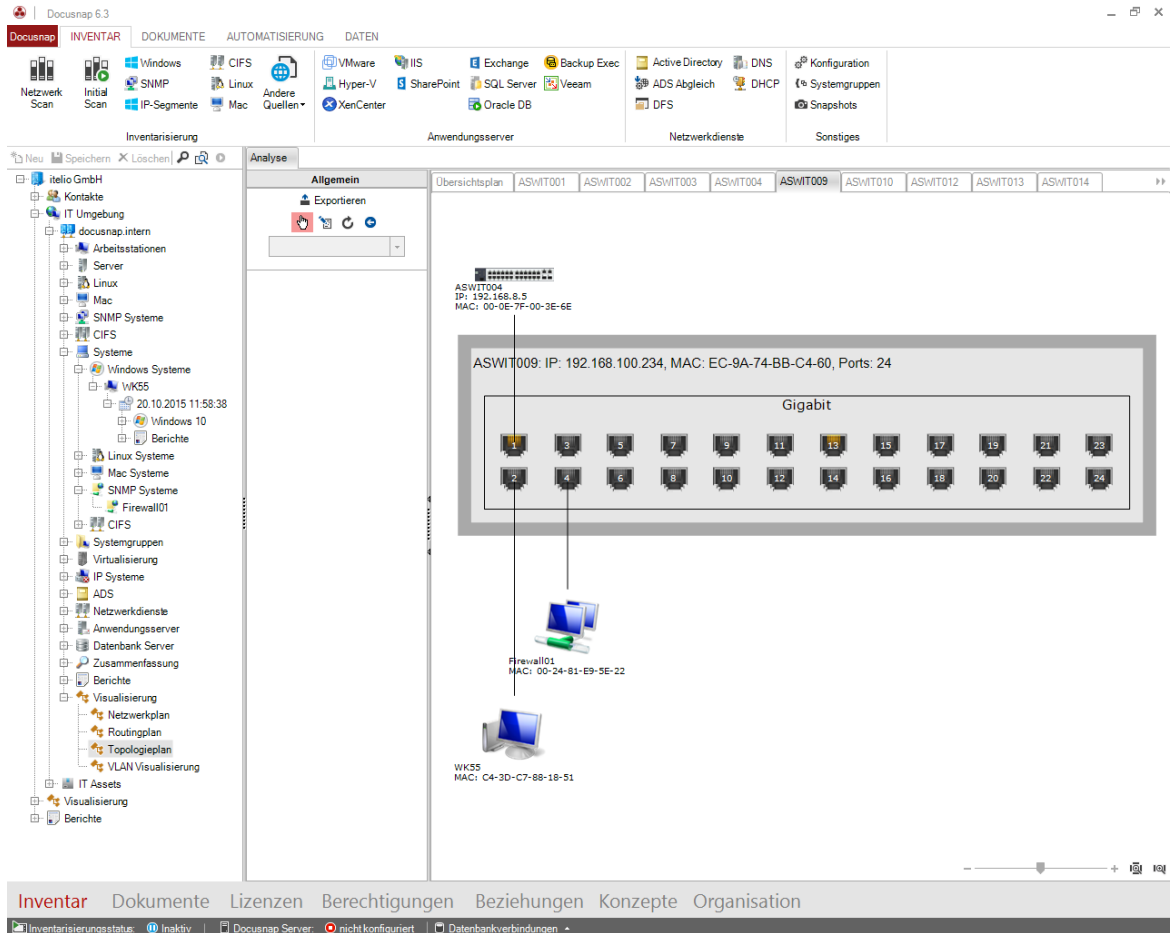 Docusnap 6.3
Docusnap INVENTAR DOKUMENTE AUTOMATISIERUNG DATEN
Netzwerk Scan
Initial Scan
Windows
SNMP
IP-Segmente
CIFS
Linux
Mac
Andere Quellen
Inventarisierung
VMware
Hyper-V
XenCenter
IIS
SharePoint
Exchange
SQL Server
Oracle DB
Backup Exec
Veeam
Anwendungsserver
Active Directory
ADS Abgleich
DFS
DNS
DHCP
Netzwerkdienste
Konfiguration
Systemgruppen
Snapshots
Sonstiges
Neu Speichern Löschen
itelio GmbH
Kontakte
IT Umgebung
docusnap.intern
Arbeitsstationen
Server
Linux
Mac
SNMP Systeme
CIFS
Systeme
Windows Systeme
WK55
20.10.2015 11:58:38
Windows 10
Berichte
Linux Systeme
Mac Systeme
SNMP Systeme
Firewall01
CIFS
Systemgruppen
Virtualisierung
IP Systeme
ADS
Netzwerkdienste
Anwendungsserver
Datenbank Server
Zusammenfassung
Berichte
Visualisierung
Netzwerkplan
Routingplan
Topologieplan
VLAN Visualisierung
IT Assets
Visualisierung
Berichte
Analyse
Allgemein
Exportieren
Übersichtsplan ASWIT001 ASWIT002 ASWIT003 ASWIT004 ASWIT009 ASWIT010 ASWIT012 ASWIT013 ASWIT014
ASWIT004
IP: 192.168.8.5
MAC: 00-0E-7F-00-3E-6E
ASWIT009: IP: 192.168.100.234, MAC: EC-9A-74-BB-C4-60, Ports: 24
Gigabit
1 3 5 7 9 11 13 15 17 19 21 23
2 4 6 8 10 12 14 16 18 20 22 24
Firewall01
MAC: 00-24-81-E9-5E-22
WK55
MAC: C4-3D-C7-88-18-51
Inventar Dokumente Lizenzen Berechtigungen Beziehungen Konzepte Organisation
Inventarisierungsstatus: Inaktiv Docusnap Server: nicht konfiguriert Datenbankverbindungen